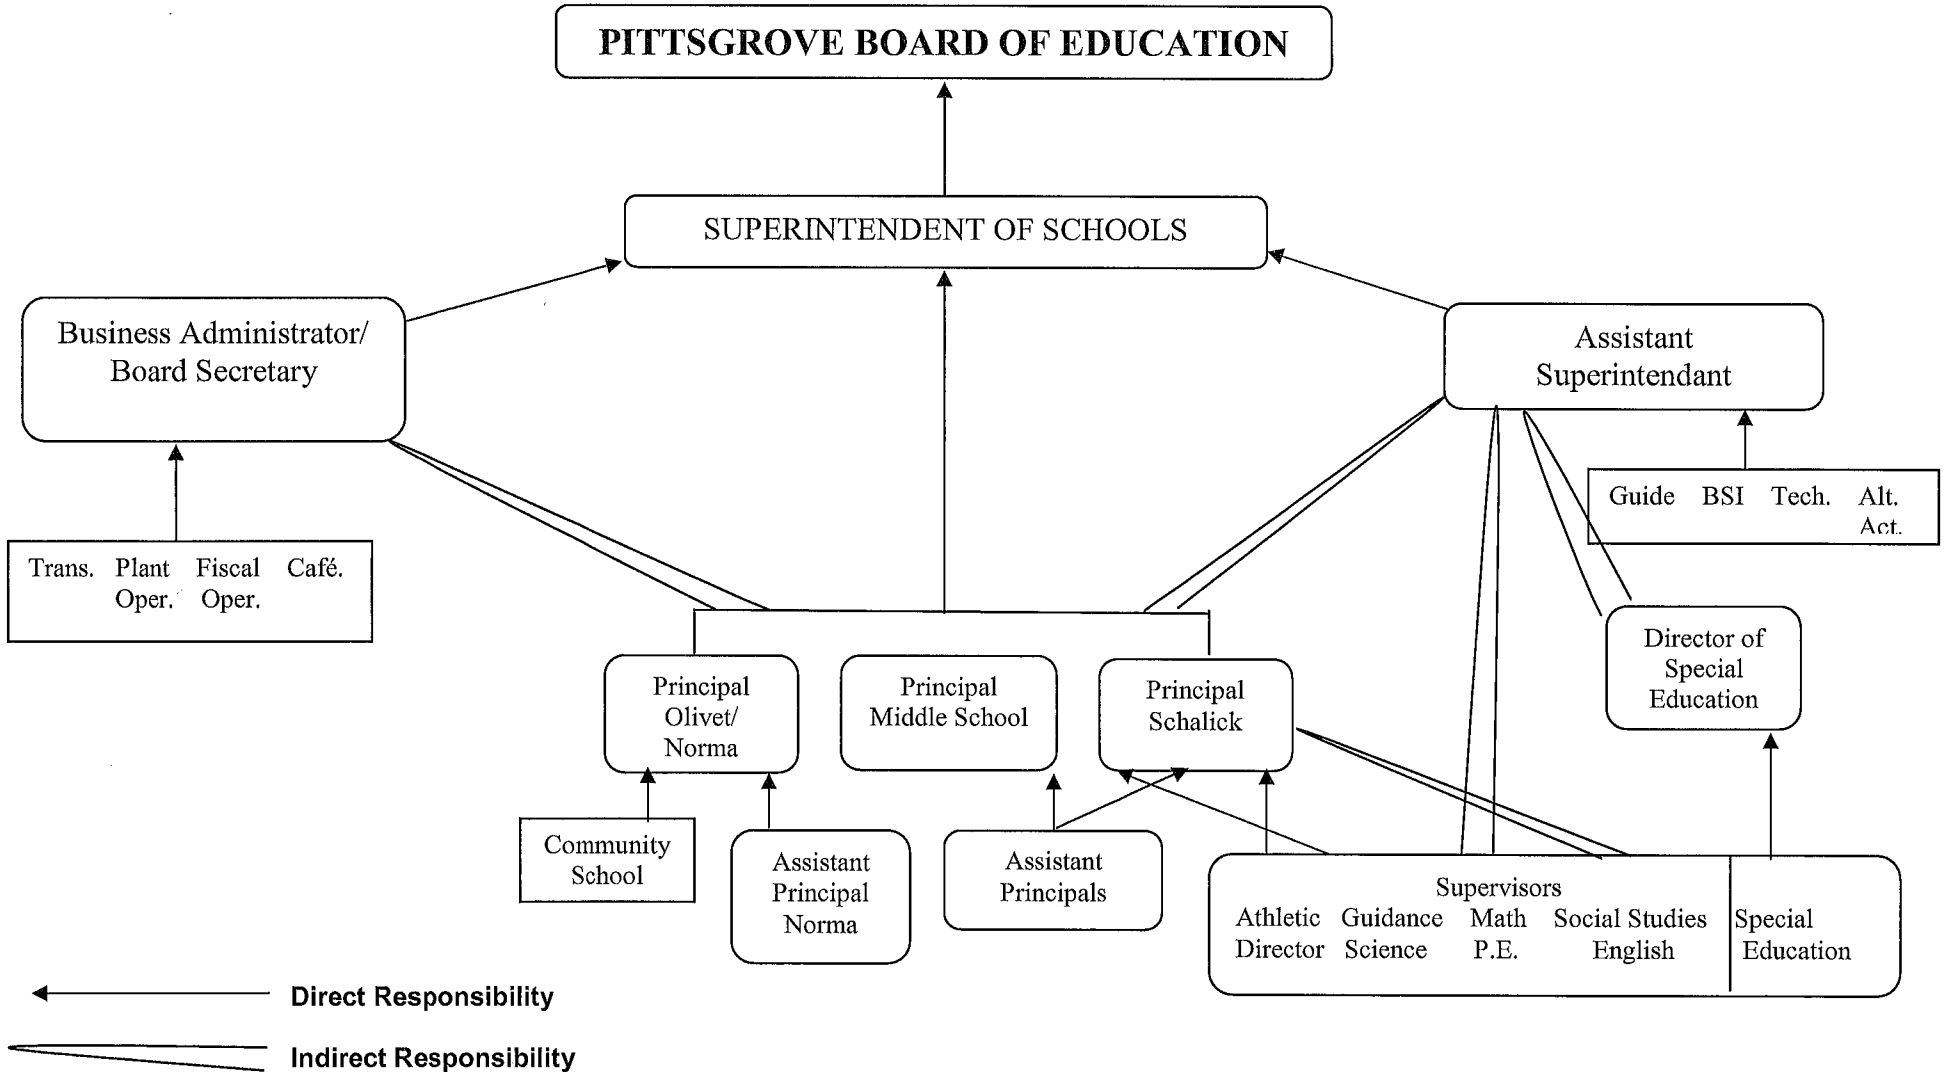 PITTSGROVE BOARD OF EDUCATION
SUPERINTENDENT OF SCHOOLS
Business Administrator/
Board Secretary
Assistant
Superintendant
Guide BSI Tech. Alt.
Act.
Trans. Plant Fiscal Café.
Oper. Oper.
Director of
Special
Education
Principal
Olivet/
Norma
Principal
Middle School
Principal
Schalick
Community
School
Assistant
Principal
Norma
Assistant
Principals
Supervisors
Athletic Guidance Math Social Studies Special
Director Science P.E. English Education
Direct Responsibility
Indirect Responsibility